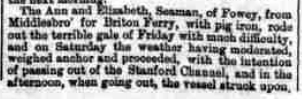 The Ann and Elizabeth, Seaman, of Fowey, from
Middlesbro' for Briton Ferry, with pig iron, rode
out the terrible gale of Friday with much difficulty,
and on Saturday the weather having moderated,
weighed anchor and proceeded, with the intention
of passing out of the Stanford Channel, and in the
afternoon, when going out, the vessel struck upon,